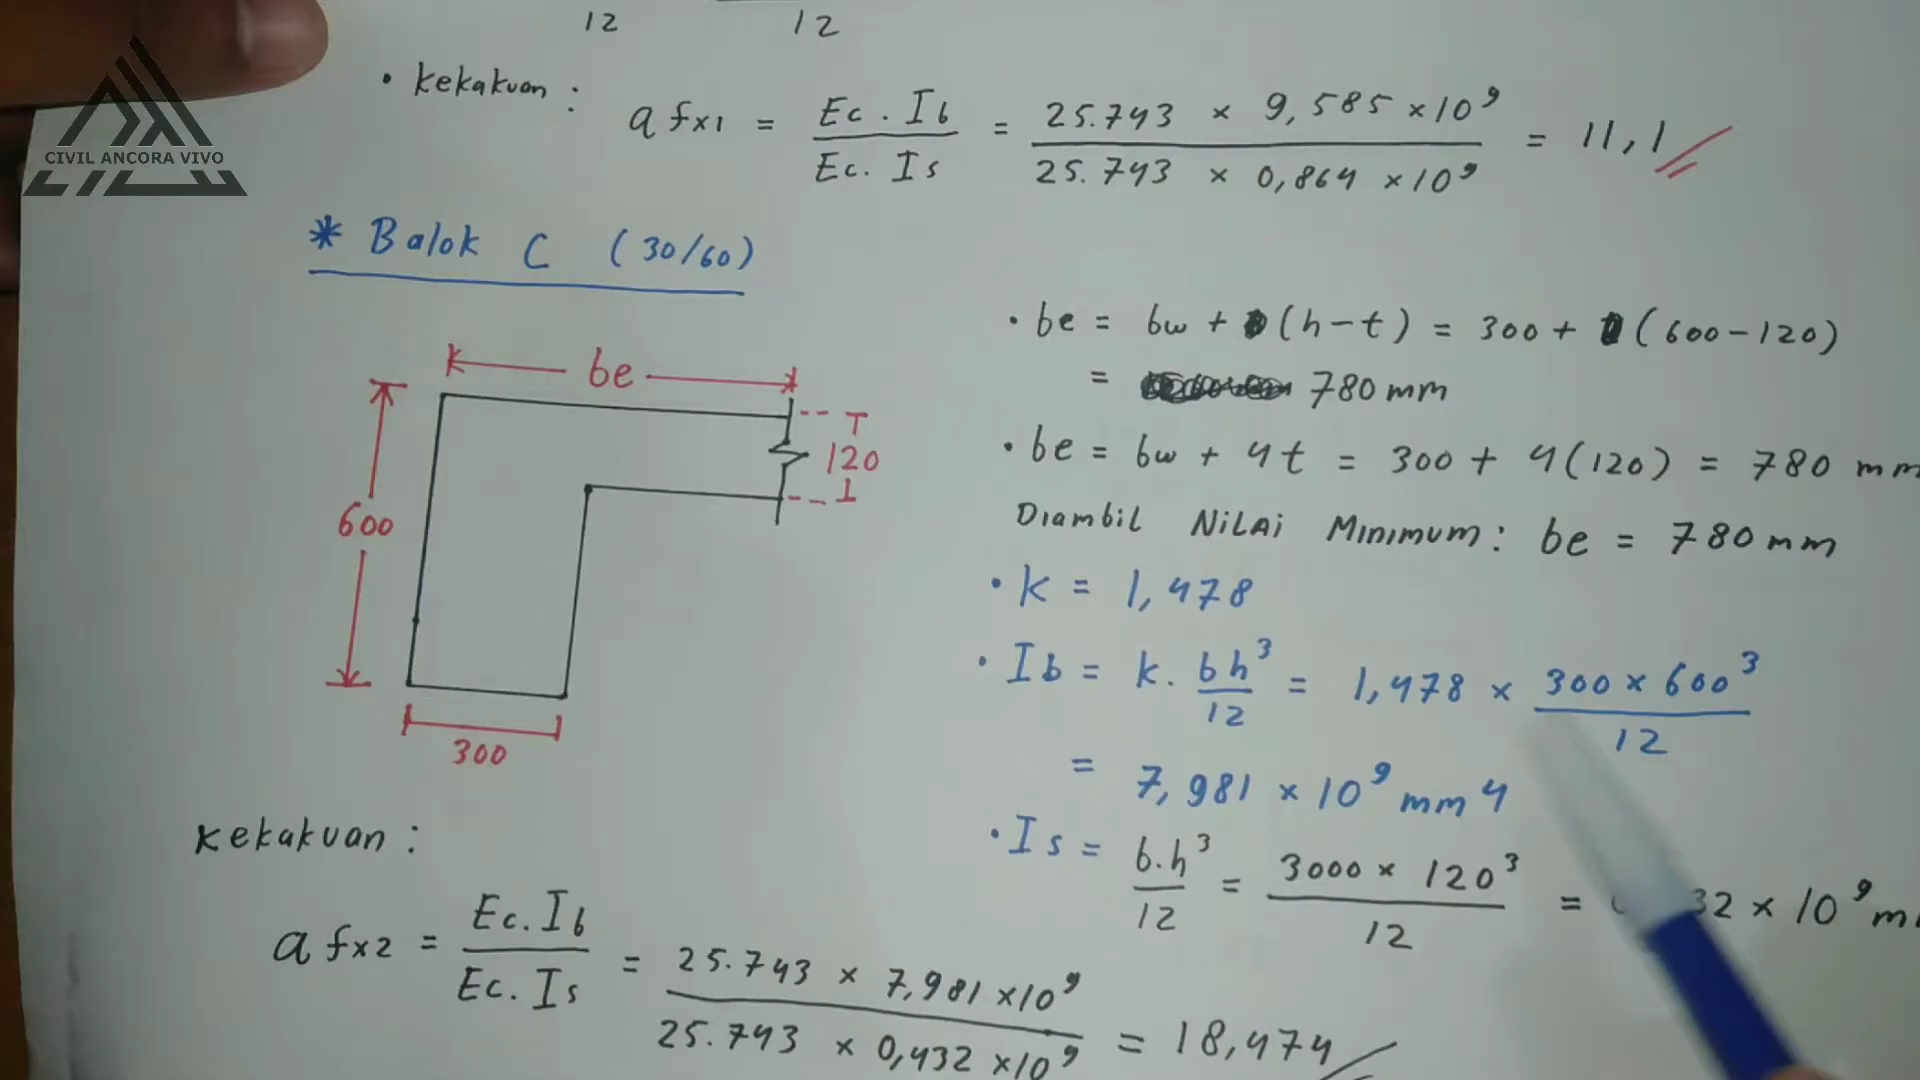 12 12
CIVIL ANCORA VIVO
• Kekakuan : a fx1 = Ec . Ib / Ec . Is = 25.743 × 9,585 × 10⁹ / 25.743 × 0,864 × 10⁹ = 11,1
* Balok C (30/60)
be
T
120
600
300
• be = bw + (h-t) = 300 + (600-120)
= 780 mm
• be = bw + 4t = 300 + 4(120) = 780 mm
Diambil Nilai Minimum : be = 780 mm
• k = 1,478
• Ib = k . bh³ / 12 = 1,478 × 300 × 600³ / 12
= 7,981 × 10⁹ mm4
• Is = b.h³ / 12 = 3000 × 120³ / 12 = 32 × 10⁹
Kekakuan :
a fx2 = Ec . Ib / Ec . Is = 25.743 × 7,981 × 10⁹ / 25.743 × 0,432 × 10⁹ = 18,474